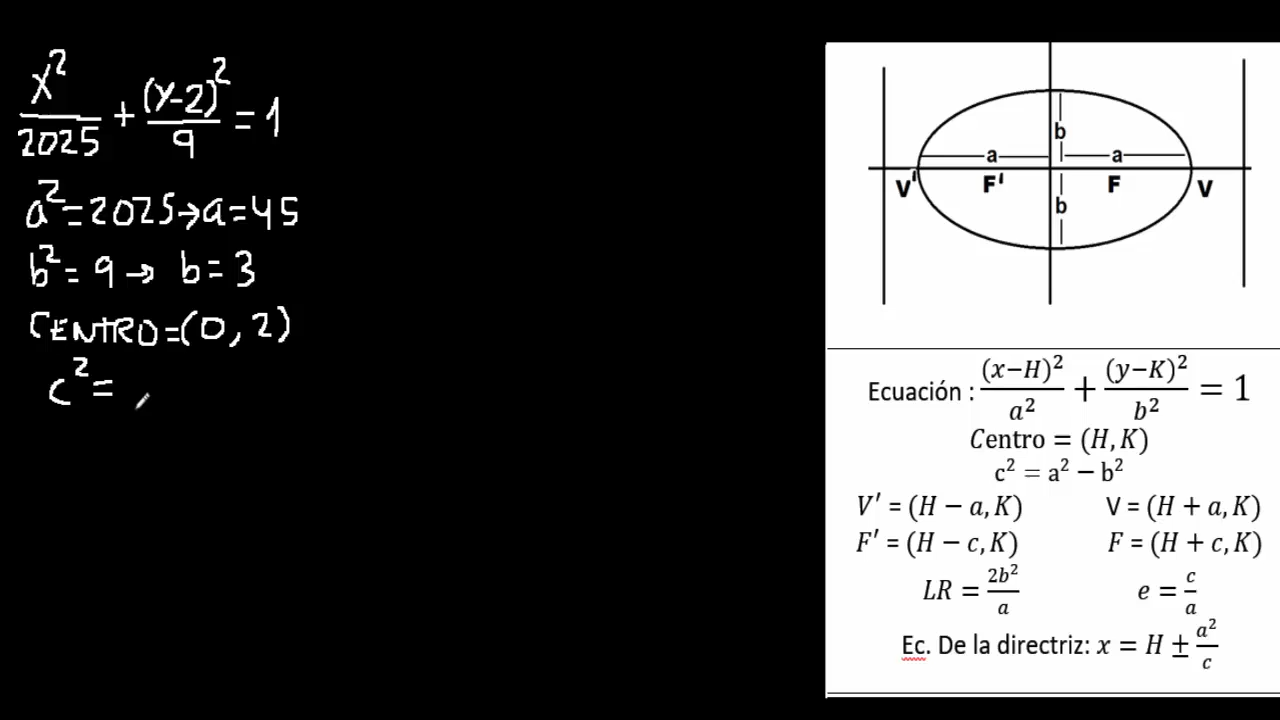 x²/2025 + (y-2)²/9 = 1
a² = 2025 → a = 45
b² = 9 → b = 3
CENTRO = (0, 2)
c² =
a a
b
b
V' F' F V
Ecuación : (x−H)²/a² + (y−K)²/b² = 1
Centro = (H, K)
c² = a² − b²
V′ = (H − a, K) V = (H + a, K)
F′ = (H − c, K) F = (H + c, K)
LR = 2b²/a e = c/a
Ec. De la directriz: x = H ± a²/c